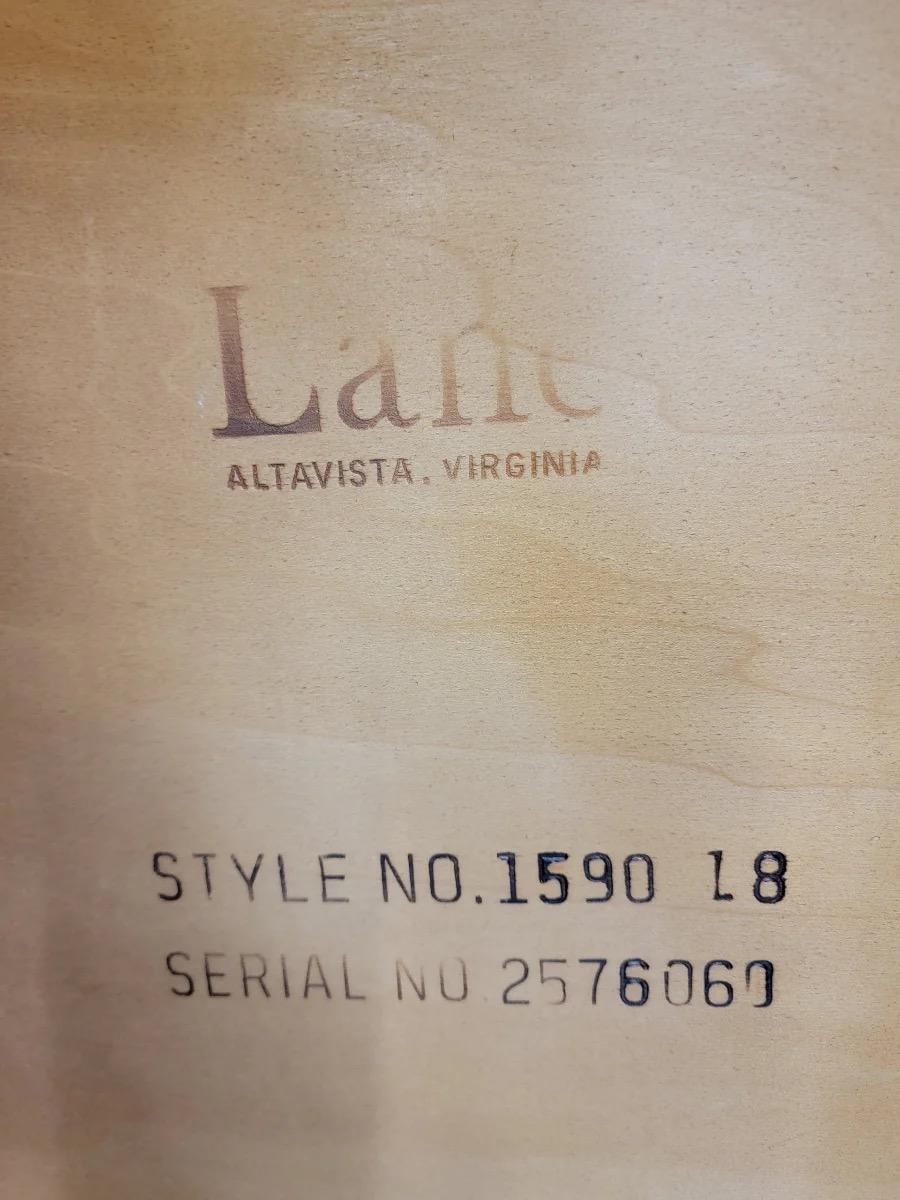 Lane
ALTAVISTA, VIRGINIA
STYLE NO. 1590 18
SERIAL NO. 2576060